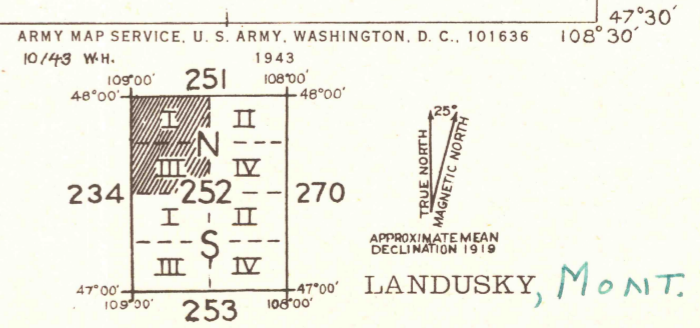 47°30'
ARMY MAP SERVICE, U. S. ARMY, WASHINGTON, D. C., 101636 108°30'
10/43 W.H. 1943
109°00' 251 108°00'
48°00' 48°00'
I II
N
III IV
234 252 270
I II
S
III IV
47°00' 47°00'
109°00' 253 108°00'
25°
TRUE NORTH
MAGNETIC NORTH
APPROXIMATE MEAN
DECLINATION 1919
LANDUSKY, MONT.